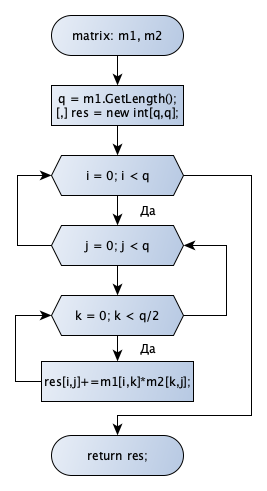 matrix: m1, m2
q = m1.GetLength();
[,] res = new int[q,q];
i = 0; i < q
Да
j = 0; j < q
k = 0; k < q/2
Да
res[i,j]+=m1[i,k]*m2[k,j];
return res;